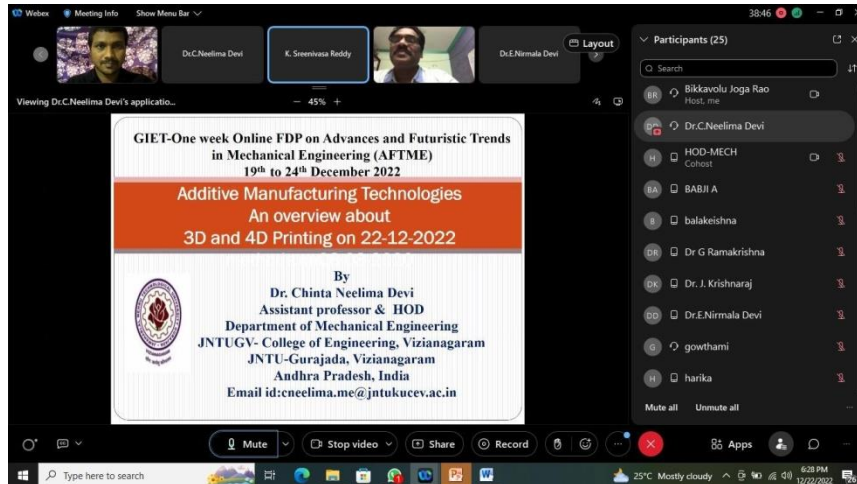 Webex
Meeting Info
Show Menu Bar
38:46
Dr.C.Neelima Devi
K. Sreenivasa Reddy
Dr.E.Nirmala Devi
Layout
Viewing Dr.C.Neelima Devi's applicatio...
− 45% +
GIET-One week Online FDP on Advances and Futuristic Trends
in Mechanical Engineering (AFTME)
19th to 24th December 2022
Additive Manufacturing Technologies
An overview about
3D and 4D Printing on 22-12-2022
By
Dr. Chinta Neelima Devi
Assistant professor & HOD
Department of Mechanical Engineering
JNTUGV- College of Engineering, Vizianagaram
JNTU-Gurajada, Vizianagaram
Andhra Pradesh, India
Email id:cneelima.me@jntukucev.ac.in
Participants (25)
Search
BR Bikkavolu Joga Rao
Host, me
Dr.C.Neelima Devi
H HOD-MECH
Cohost
BA BABJI A
B balakeishna
DR Dr G Ramakrishna
DK Dr. J. Krishnaraj
DD Dr.E.Nirmala Devi
G gowthami
H harika
Mute all Unmute all
Mute
Stop video
Share
Record
Apps
Type here to search
25°C Mostly cloudy
6:28 PM
12/22/2022